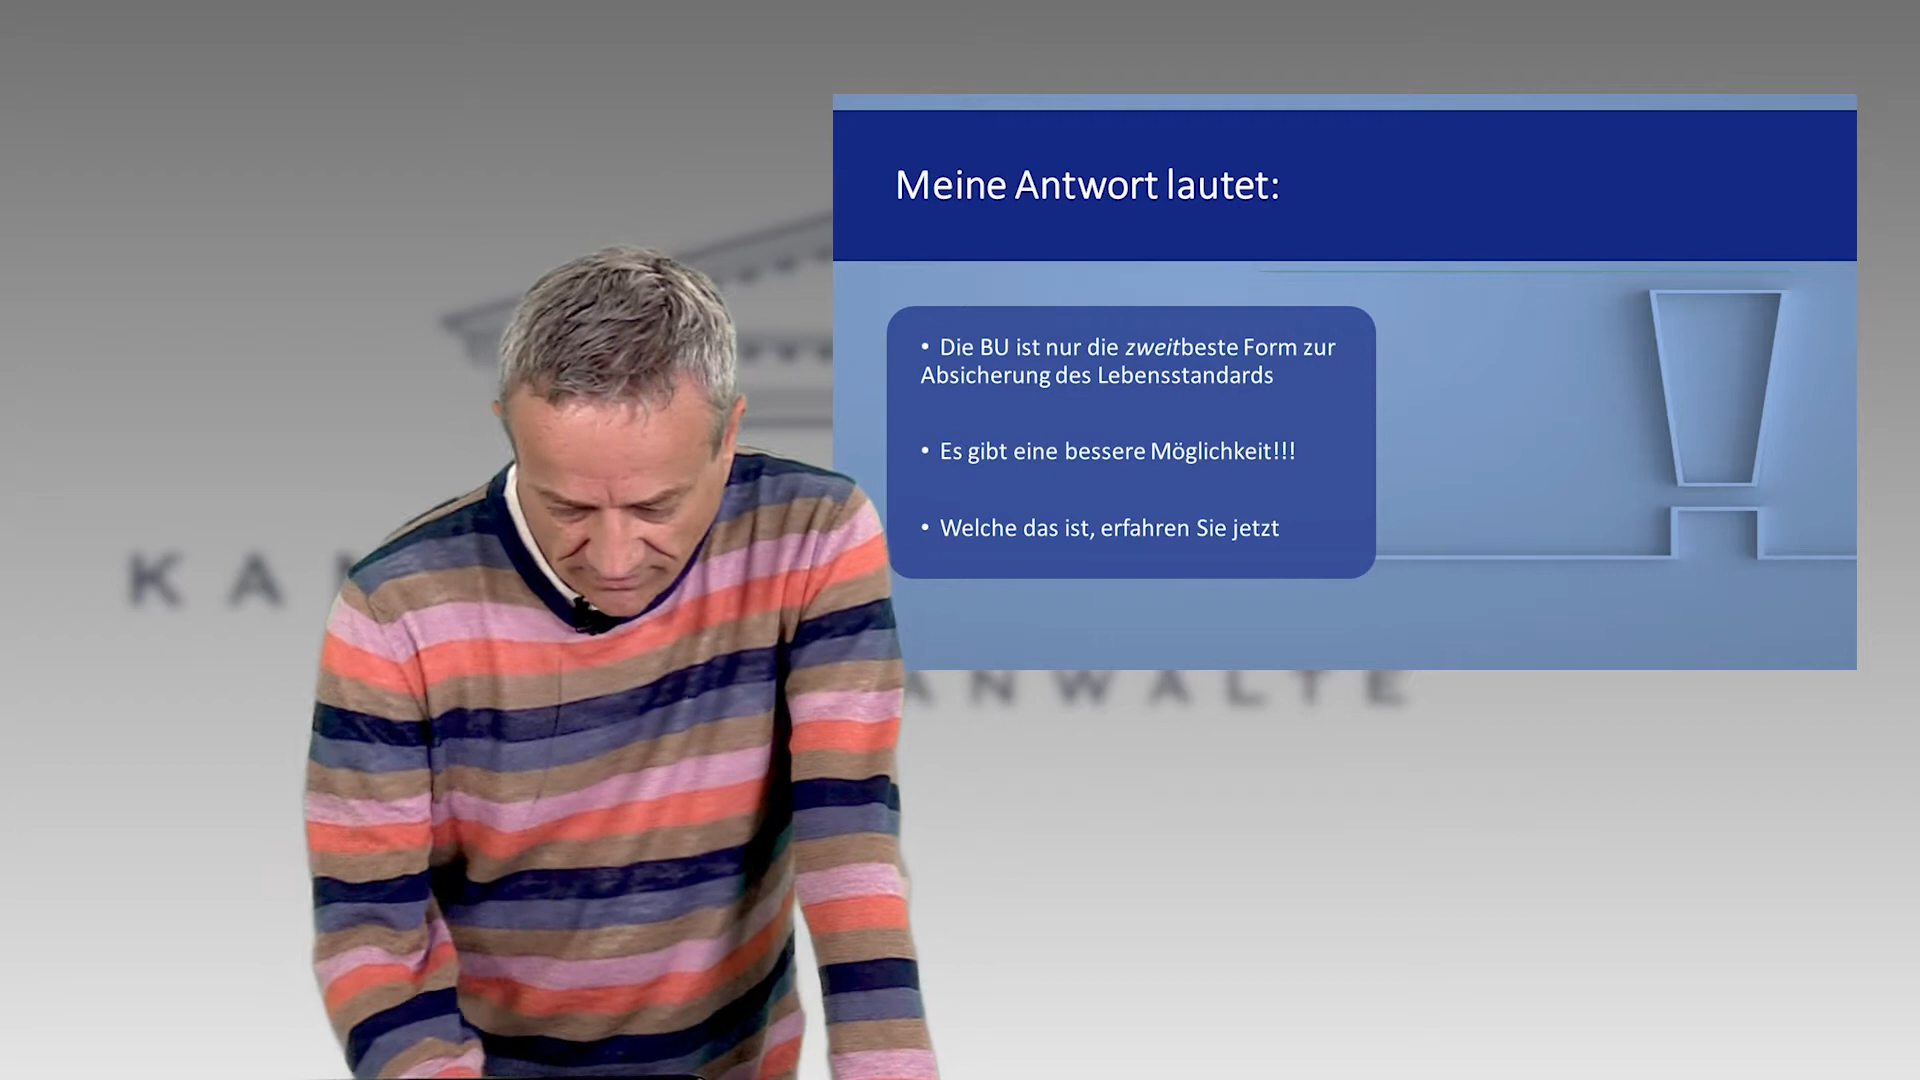 Meine Antwort lautet:
• Die BU ist nur die zweitbeste Form zur
Absicherung des Lebensstandards
• Es gibt eine bessere Möglichkeit!!!
• Welche das ist, erfahren Sie jetzt